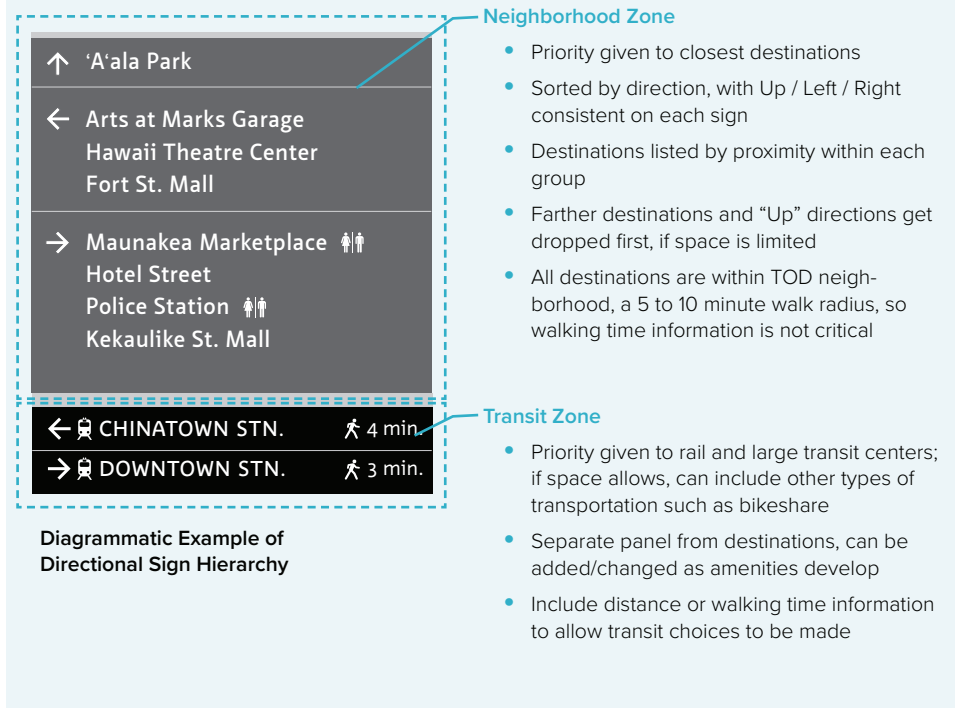 ʻAʻala Park
Arts at Marks Garage
Hawaii Theatre Center
Fort St. Mall
Maunakea Marketplace
Hotel Street
Police Station
Kekaulike St. Mall
CHINATOWN STN. 4 min.
DOWNTOWN STN. 3 min.
Diagrammatic Example of
Directional Sign Hierarchy
Neighborhood Zone
• Priority given to closest destinations
• Sorted by direction, with Up / Left / Right
consistent on each sign
• Destinations listed by proximity within each
group
• Farther destinations and “Up” directions get
dropped first, if space is limited
• All destinations are within TOD neigh-
borhood, a 5 to 10 minute walk radius, so
walking time information is not critical
Transit Zone
• Priority given to rail and large transit centers;
if space allows, can include other types of
transportation such as bikeshare
• Separate panel from destinations, can be
added/changed as amenities develop
• Include distance or walking time information
to allow transit choices to be made